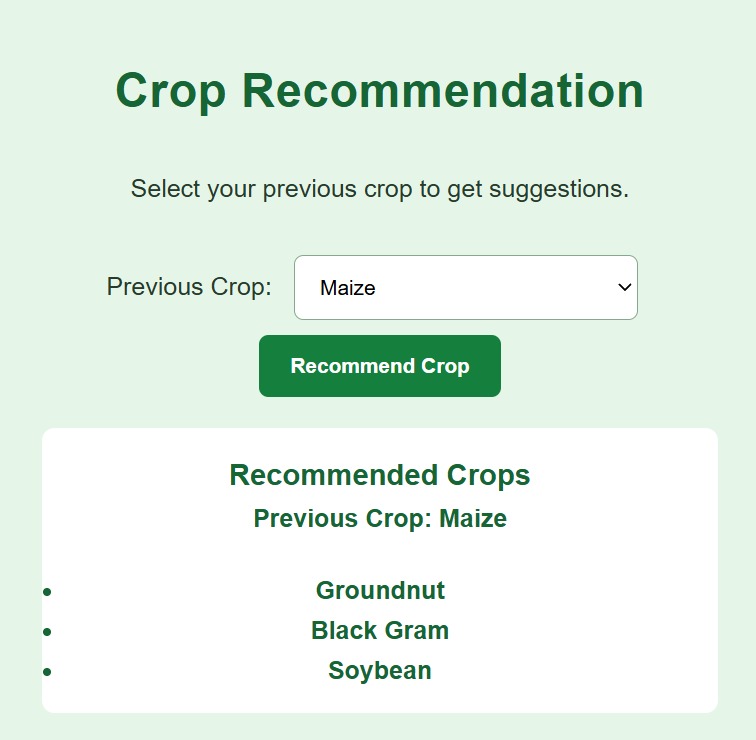 Crop Recommendation
Select your previous crop to get suggestions.
Previous Crop: Maize
Recommend Crop
Recommended Crops
Previous Crop: Maize
• Groundnut
• Black Gram
• Soybean